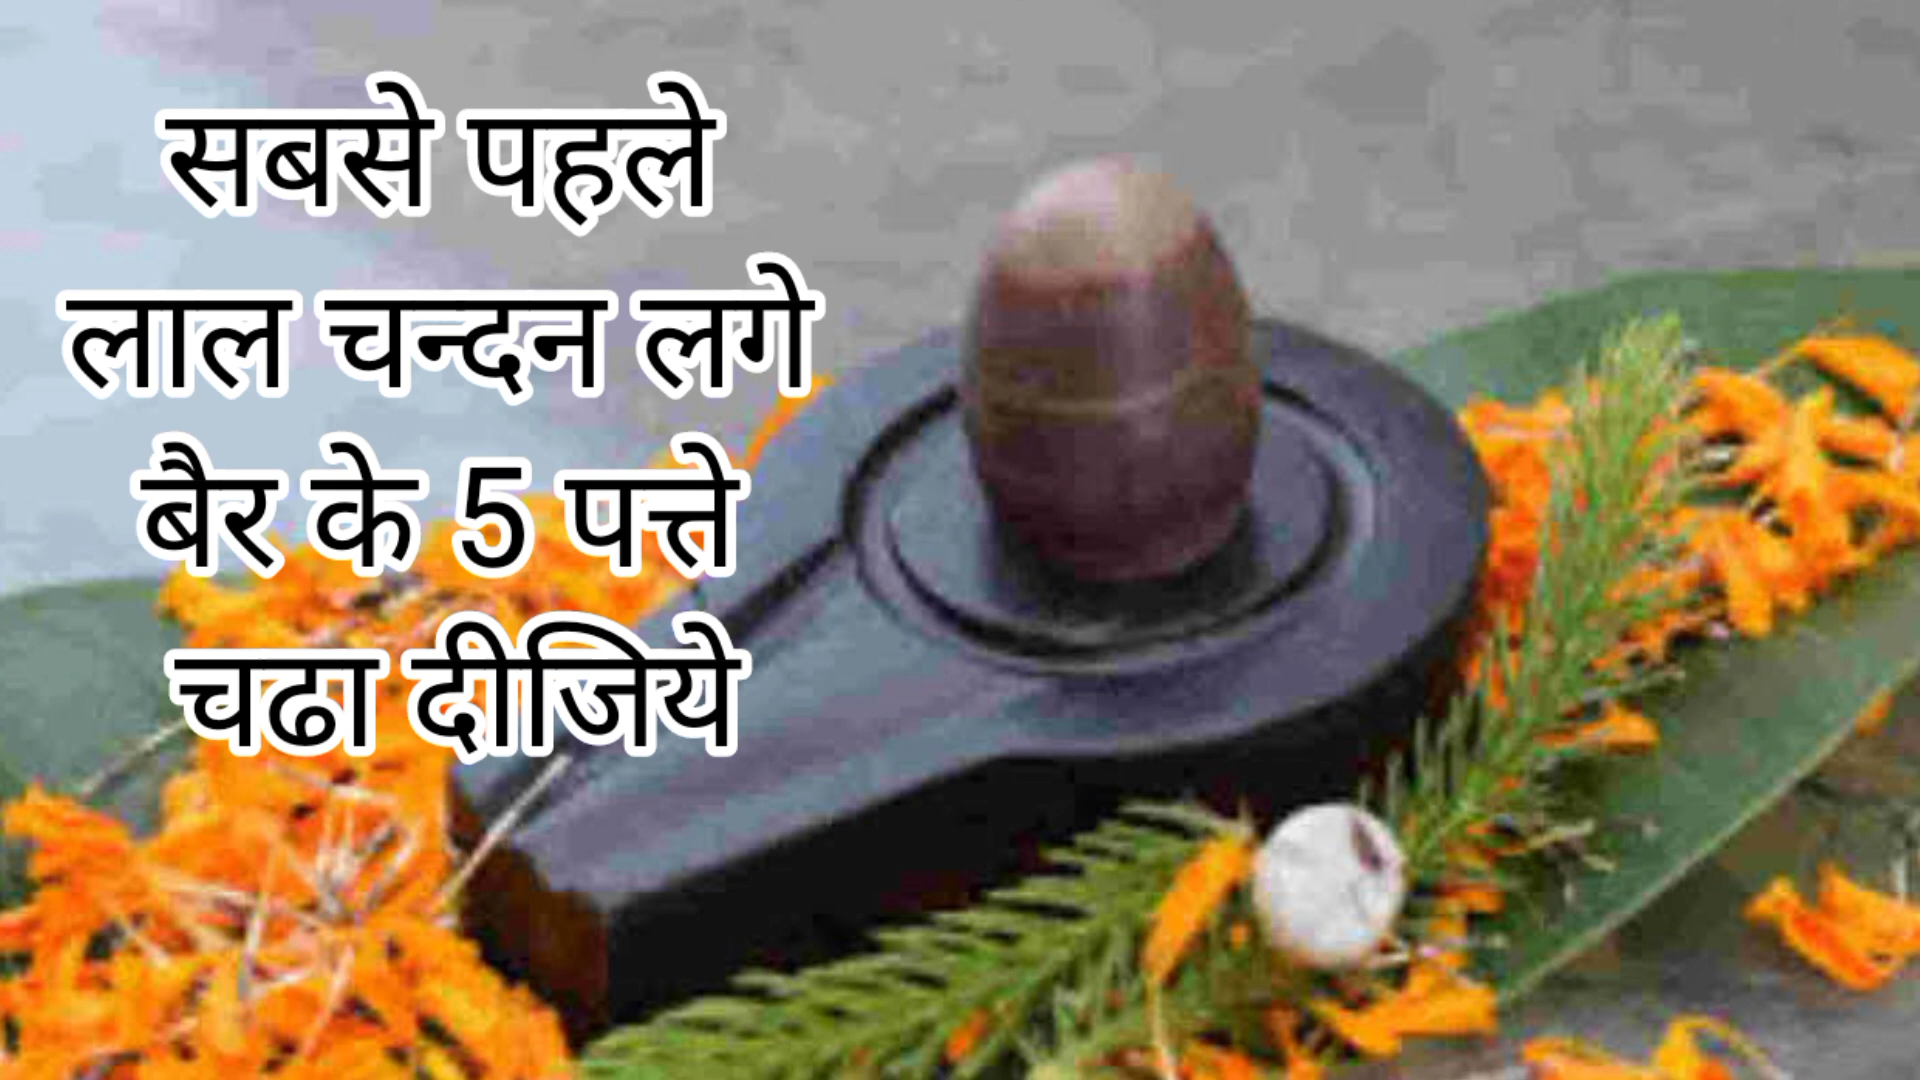 सबसे पहले
लाल चन्दन लगे
बैर के 5 पत्ते
चढा दीजिये